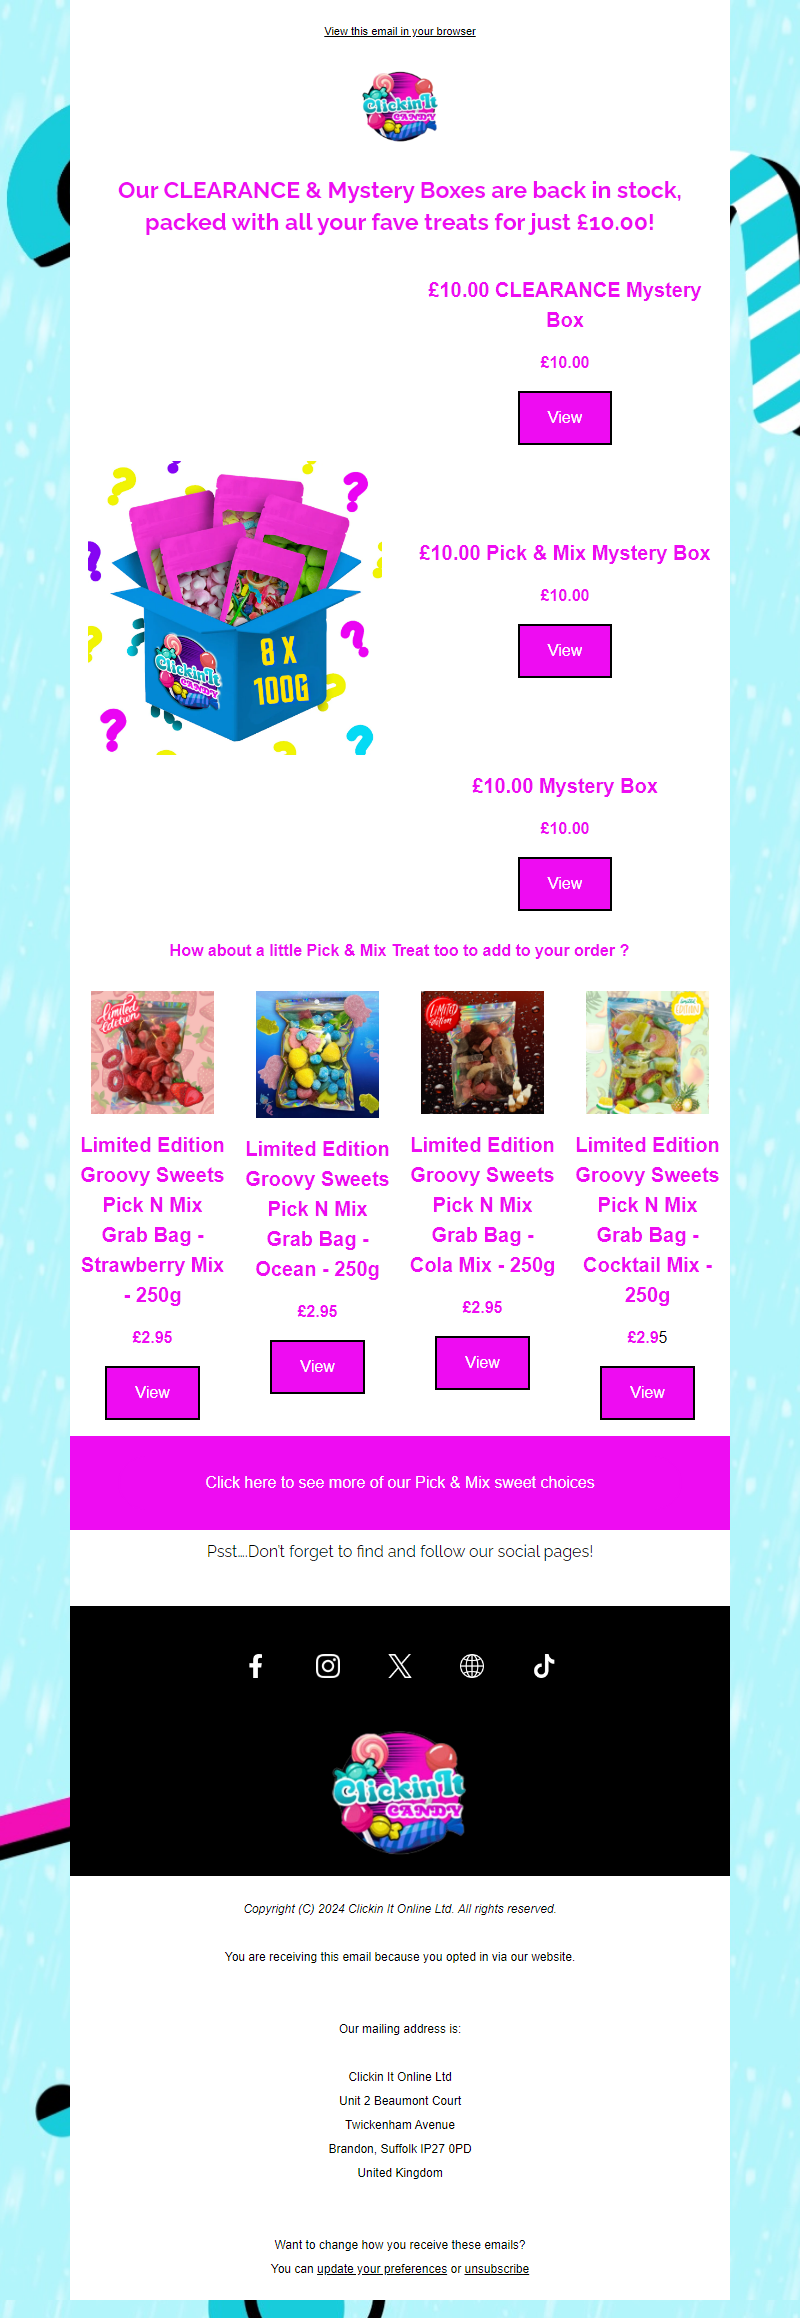 View this email in your browser
Clickin It
CANDY
Our CLEARANCE & Mystery Boxes are back in stock,
packed with all your fave treats for just £10.00!
£10.00 CLEARANCE Mystery
Box
£10.00
View
?
?
?
?
?
?
?
?
Clickin It
CANDY
8 X
100G
£10.00 Pick & Mix Mystery Box
£10.00
View
£10.00 Mystery Box
£10.00
View
How about a little Pick & Mix Treat too to add to your order ?
Limited
Edition
Limited Edition
Groovy Sweets
Pick N Mix
Grab Bag -
Strawberry Mix
- 250g
£2.95
View
Limited Edition
Groovy Sweets
Pick N Mix
Grab Bag -
Ocean - 250g
£2.95
View
LIMITED
Edition
Limited Edition
Groovy Sweets
Pick N Mix
Grab Bag -
Cola Mix - 250g
£2.95
View
EDITION
Limited Edition
Groovy Sweets
Pick N Mix
Grab Bag -
Cocktail Mix -
250g
£2.95
View
Click here to see more of our Pick & Mix sweet choices
Psst....Don't forget to find and follow our social pages!
Clickin It
CANDY
Copyright (C) 2024 Clickin It Online Ltd. All rights reserved.
You are receiving this email because you opted in via our website.
Our mailing address is:
Clickin It Online Ltd
Unit 2 Beaumont Court
Twickenham Avenue
Brandon, Suffolk IP27 0PD
United Kingdom
Want to change how you receive these emails?
You can update your preferences or unsubscribe